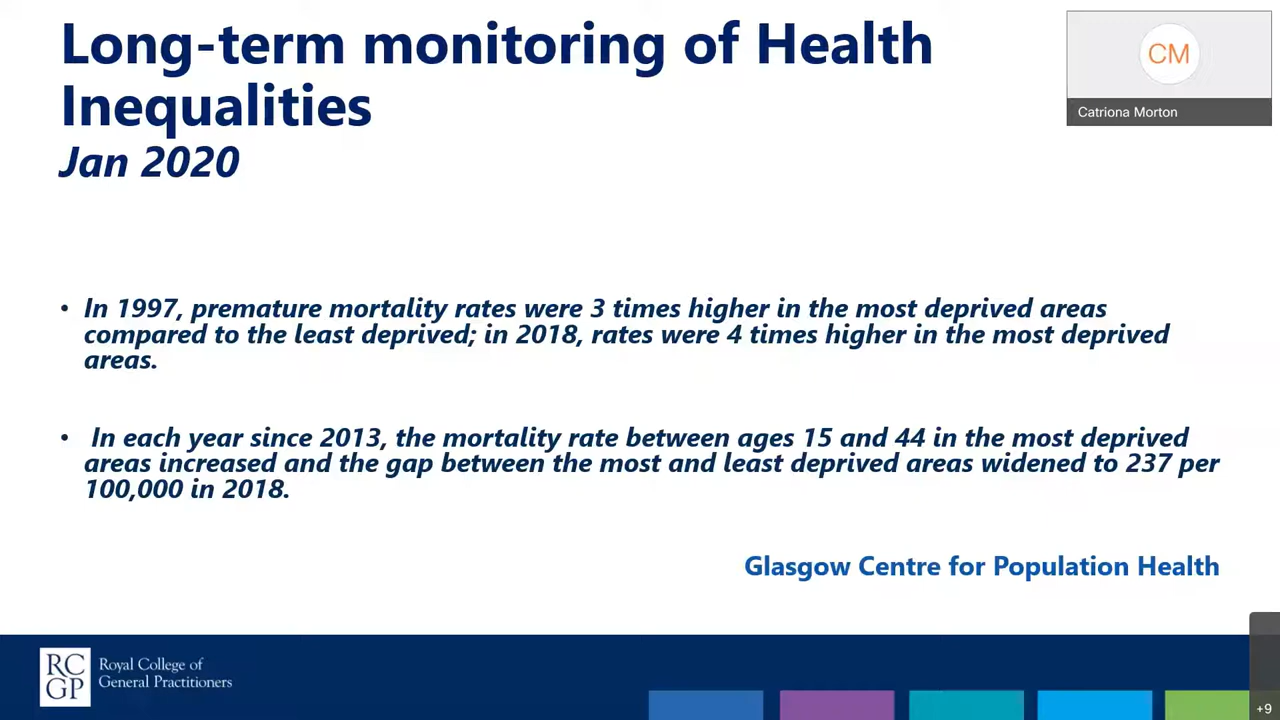 Long-term monitoring of Health
Inequalities
Jan 2020
CM
Catriona Morton
• In 1997, premature mortality rates were 3 times higher in the most deprived areas
compared to the least deprived; in 2018, rates were 4 times higher in the most deprived
areas.
• In each year since 2013, the mortality rate between ages 15 and 44 in the most deprived
areas increased and the gap between the most and least deprived areas widened to 237 per
100,000 in 2018.
Glasgow Centre for Population Health
RC
GP
Royal College of
General Practitioners
+9